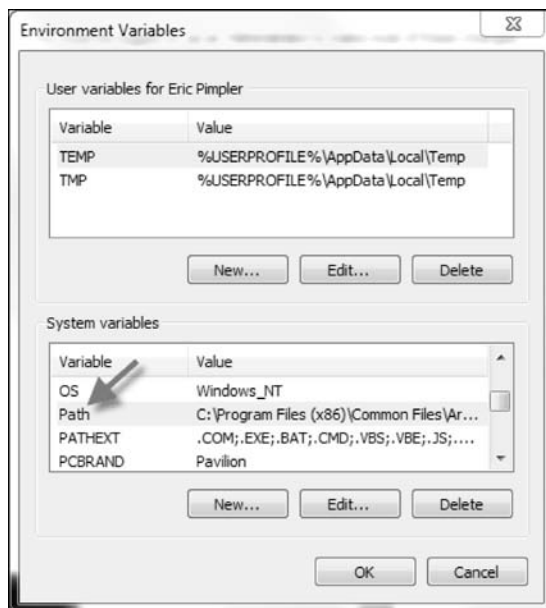 Environment Variables
User variables for Eric Pimpler
Variable Value
TEMP %USERPROFILE%\AppData\Local\Temp
TMP %USERPROFILE%\AppData\Local\Temp
New... Edit... Delete
System variables
Variable Value
OS Windows_NT
Path C:\Program Files (x86)\Common Files\Ar...
PATHEXT .COM;.EXE;.BAT;.CMD;.VBS;.VBE;.JS;....
PCBRAND Pavilion
New... Edit... Delete
OK Cancel